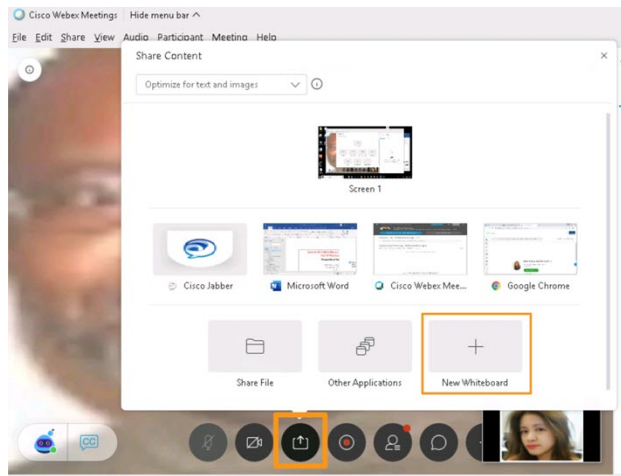 Cisco Webex Meetings Hide menu bar
File Edit Share View Audio Participant Meeting Help
Share Content
Optimize for text and images
Screen 1
Cisco Jabber Microsoft Word Cisco Webex Mee... Google Chrome
Share File Other Applications New Whiteboard
CC